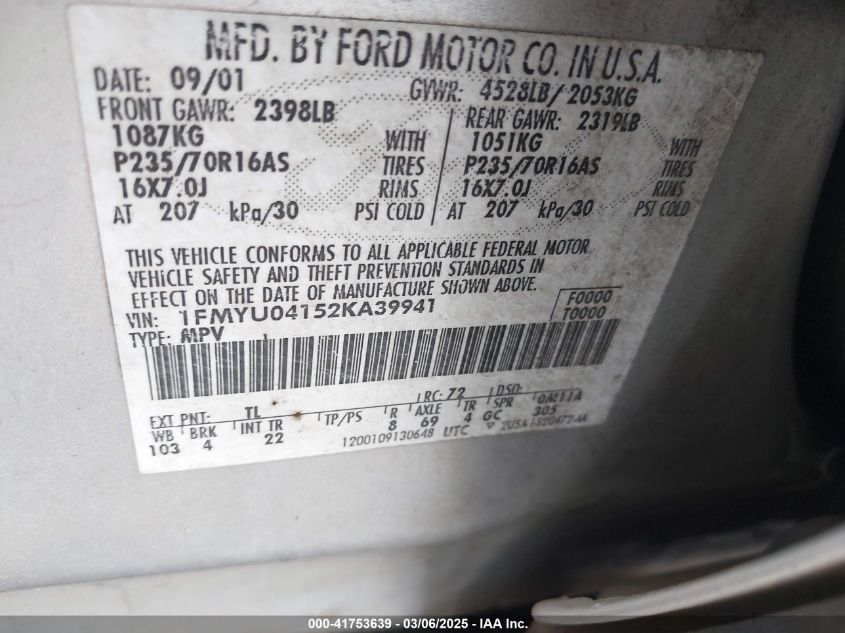 MFD. BY FORD MOTOR CO. IN U.S.A.
DATE: 09/01 GVWR: 4528LB/2053KG
FRONT GAWR: 2398LB REAR GAWR: 2319LB
1087KG WITH 1051KG WITH
P235/70R16AS TIRES P235/70R16AS TIRES
16X7.0J RIMS 16X7.0J RIMS
AT 207 kPa/30 PSI COLD AT 207 kPa/30 PSI COLD
THIS VEHICLE CONFORMS TO ALL APPLICABLE FEDERAL MOTOR
VEHICLE SAFETY AND THEFT PREVENTION STANDARDS IN
EFFECT ON THE DATE OF MANUFACTURE SHOWN ABOVE.
VIN: 1FMYU04152KA39941 F0000
TYPE: MPV T0000
EXT PNT: TL RC: 72 DSO:
WB BRK INT TR TP/PS R AXLE TR SPR
103 4 22 8 69 4 GC 305
1200109130648 UTC
00:00:00 - 41753639 - 03/06/2025 - IAA Inc.